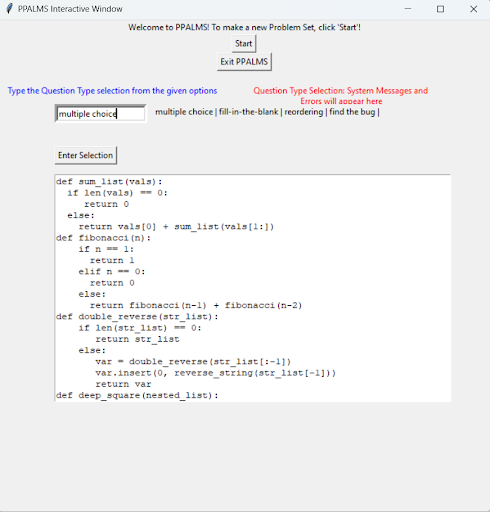 PPALMS Interactive Window
Welcome to PPALMS! To make a new Problem Set, click 'Start'!
Start
Exit PPALMS
Type the Question Type selection from the given options
Question Type Selection: System Messages and
Errors will appear here
multiple choice
multiple choice | fill-in-the-blank | reordering | find the bug |
Enter Selection
def sum_list(vals):
  if len(vals) == 0:
     return 0
  else:
    return vals[0] + sum_list(vals[1:])
def fibonacci(n):
    if n == 1:
      return 1
    elif n == 0:
      return 0
    else:
      return fibonacci(n-1) + fibonacci(n-2)
def double_reverse(str_list):
    if len(str_list) == 0:
      return str_list
    else:
       var = double_reverse(str_list[:-1])
       var.insert(0, reverse_string(str_list[-1]))
       return var
def deep_square(nested_list):